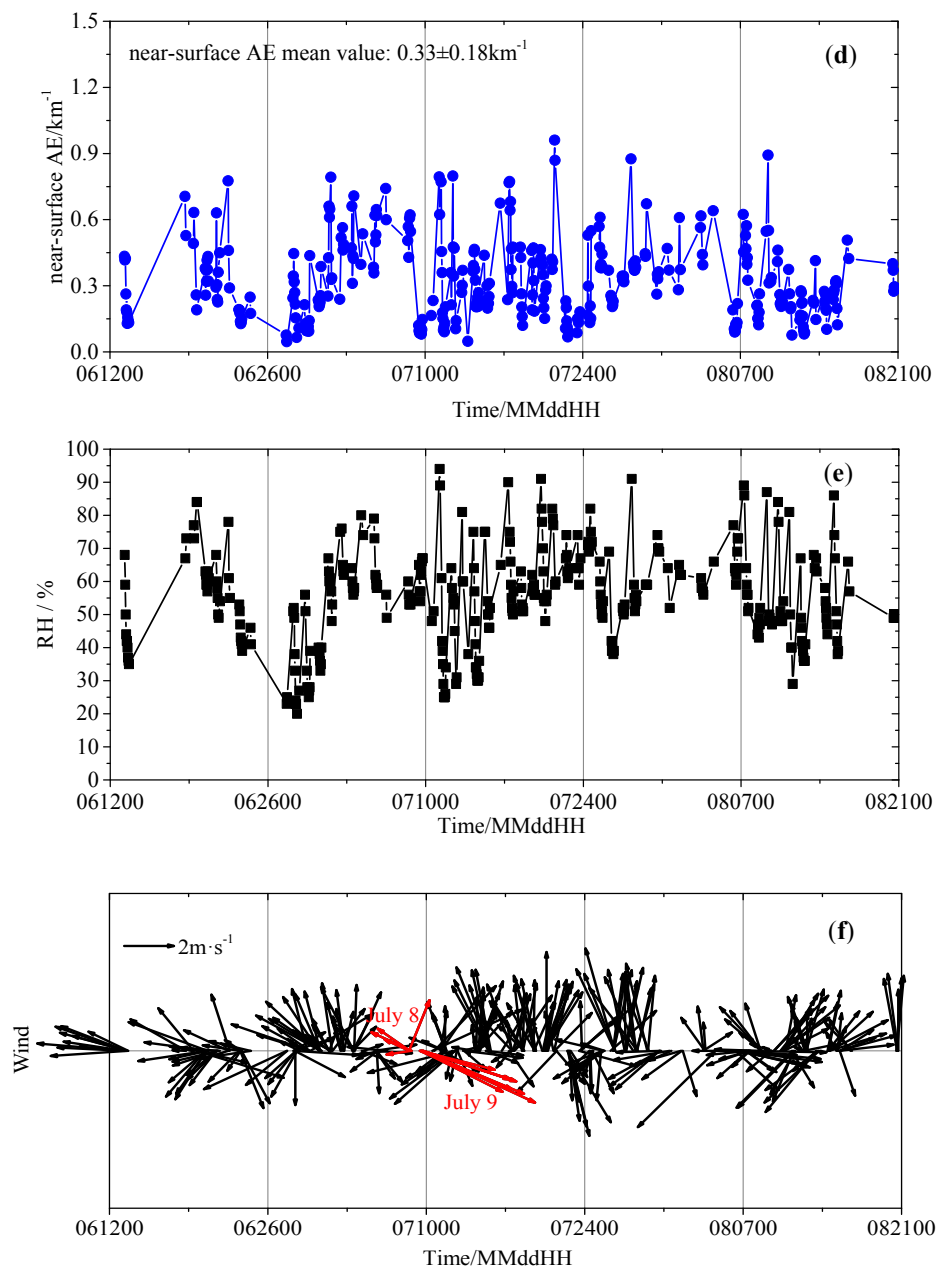 1.5
(d)
near-surface AE mean value: 0.33±0.18km⁻¹
1.2
0.9
0.6
0.3
0.0
near-surface AE/km⁻¹
061200 062600 071000 072400 080700 082100
Time/MMddHH
100
(e)
90
80
70
60
50
40
30
20
10
0
RH / %
061200 062600 071000 072400 080700 082100
Time/MMddHH
(f)
2m·s⁻¹
July 8
July 9
Wind
061200 062600 071000 072400 080700 082100
Time/MMddHH